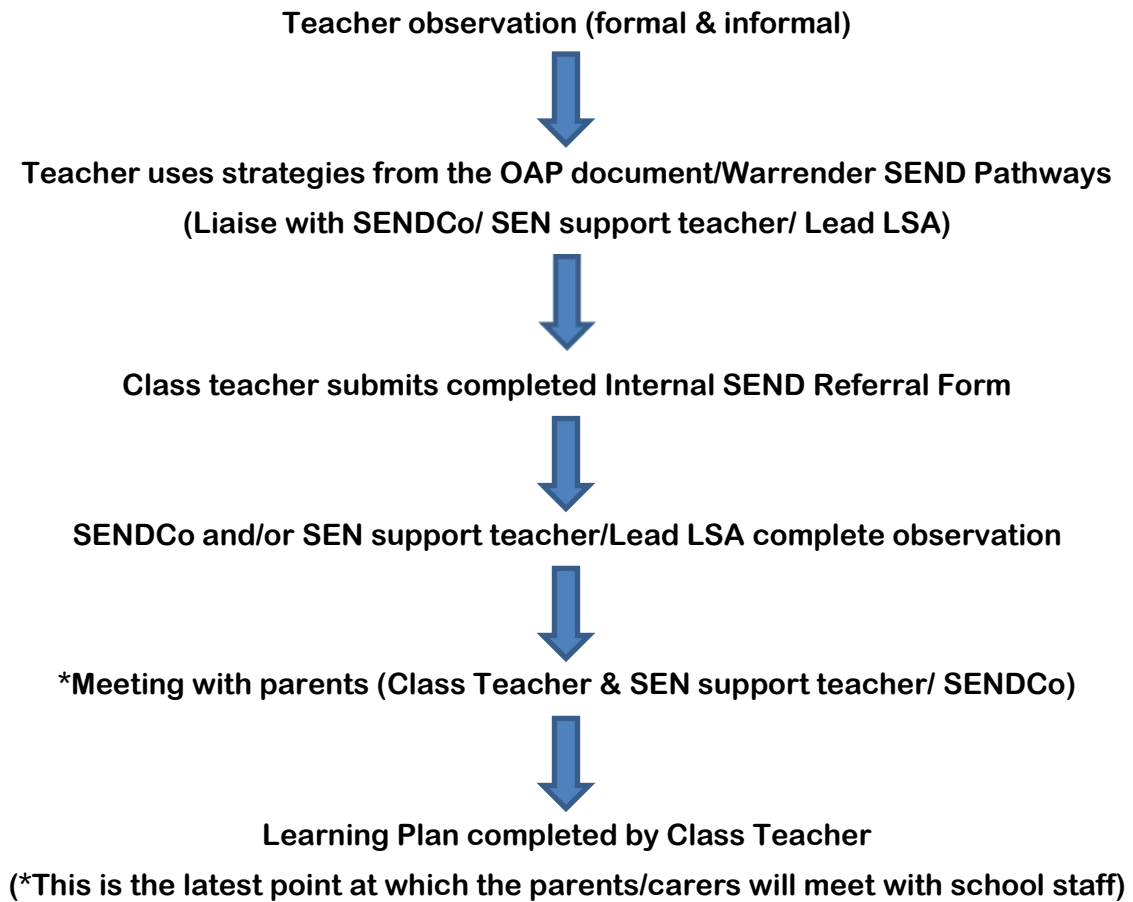 Teacher observation (formal & informal)
Teacher uses strategies from the OAP document/Warrender SEND Pathways
(Liaise with SENDCo/ SEN support teacher/ Lead LSA)
Class teacher submits completed Internal SEND Referral Form
SENDCo and/or SEN support teacher/Lead LSA complete observation
*Meeting with parents (Class Teacher & SEN support teacher/ SENDCo)
Learning Plan completed by Class Teacher
(*This is the latest point at which the parents/carers will meet with school staff)